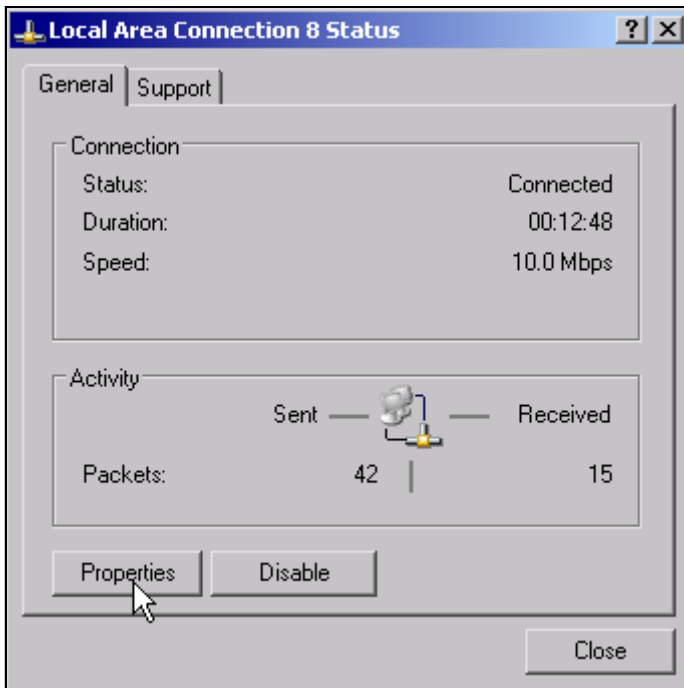 Local Area Connection 8 Status
General Support
Connection
Status: Connected
Duration: 00:12:48
Speed: 10.0 Mbps
Activity
Sent Received
Packets: 42 15
Properties Disable
Close